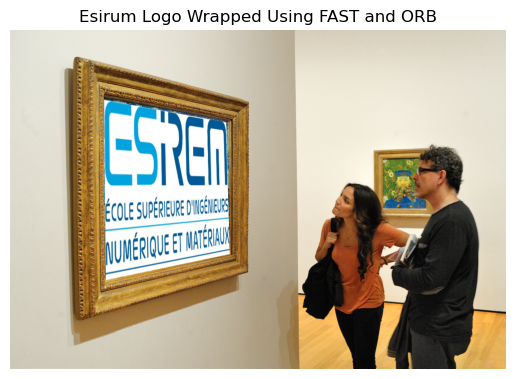 Esirum Logo Wrapped Using FAST and ORB
ESIREM
ÉCOLE SUPÉRIEURE D'INGÉNIEURS
NUMÉRIQUE ET MATÉRIAUX